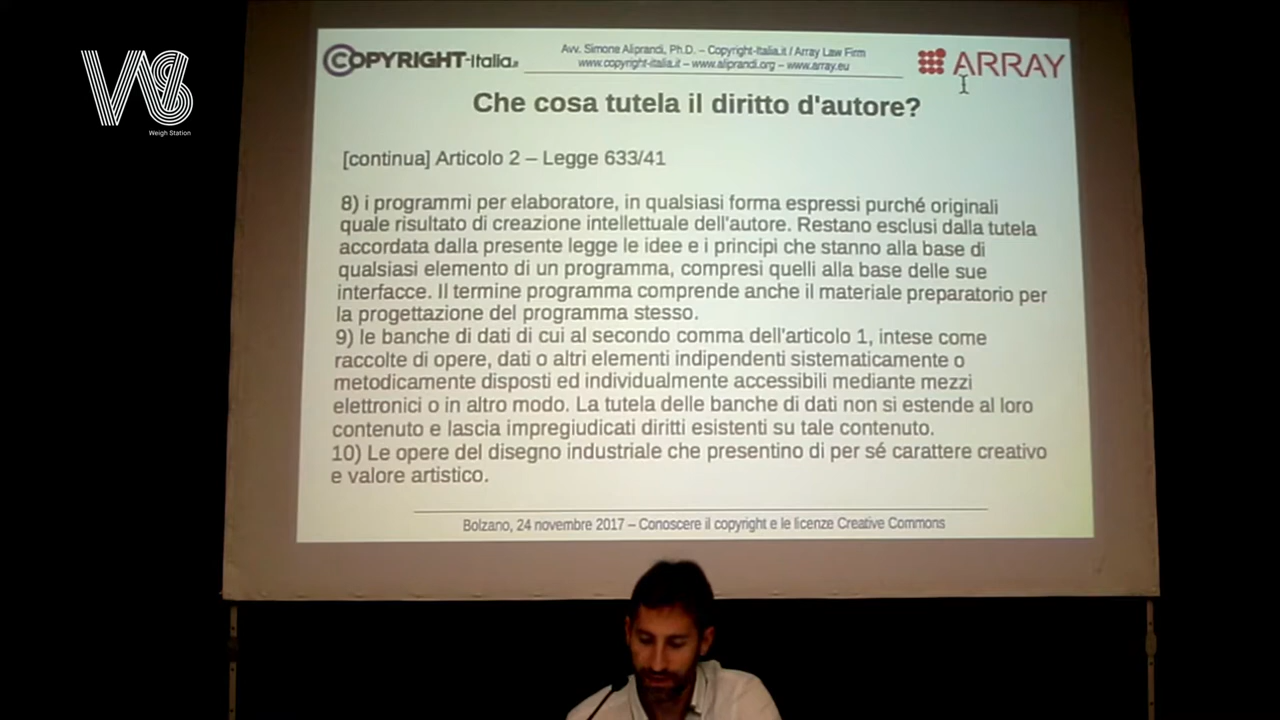 WS
Weigh Station
COPYRIGHT-Italia.it
Avv. Simone Aliprandi, Ph.D. – Copyright-Italia.it / Array Law Firm
www.copyright-italia.it – www.aliprandi.org – www.array.eu
ARRAY
Che cosa tutela il diritto d'autore?
[continua] Articolo 2 – Legge 633/41
8) i programmi per elaboratore, in qualsiasi forma espressi purché originali
quale risultato di creazione intellettuale dell'autore. Restano esclusi dalla tutela
accordata dalla presente legge le idee e i principi che stanno alla base di
qualsiasi elemento di un programma, compresi quelli alla base delle sue
interfacce. Il termine programma comprende anche il materiale preparatorio per
la progettazione del programma stesso.
9) le banche di dati di cui al secondo comma dell'articolo 1, intese come
raccolte di opere, dati o altri elementi indipendenti sistematicamente o
metodicamente disposti ed individualmente accessibili mediante mezzi
elettronici o in altro modo. La tutela delle banche di dati non si estende al loro
contenuto e lascia impregiudicati diritti esistenti su tale contenuto.
10) Le opere del disegno industriale che presentino di per sé carattere creativo
e valore artistico.
Bolzano, 24 novembre 2017 – Conoscere il copyright e le licenze Creative Commons